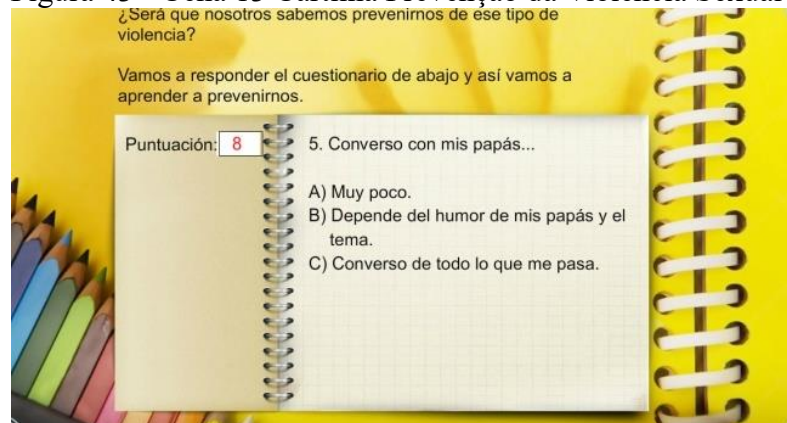 ¿Será que nosotros sabemos prevenirnos de ese tipo de
violencia?
Vamos a responder el cuestionario de abajo y así vamos a
aprender a prevenirnos.
Puntuación: 8
5. Converso con mis papás...
A) Muy poco.
B) Depende del humor de mis papás y el
tema.
C) Converso de todo lo que me pasa.